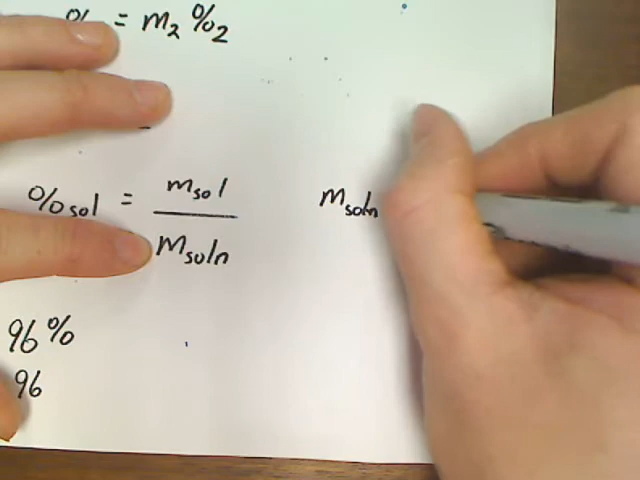 % = m₂ %₂
%sol = msol / msoln
msoln
96%
96